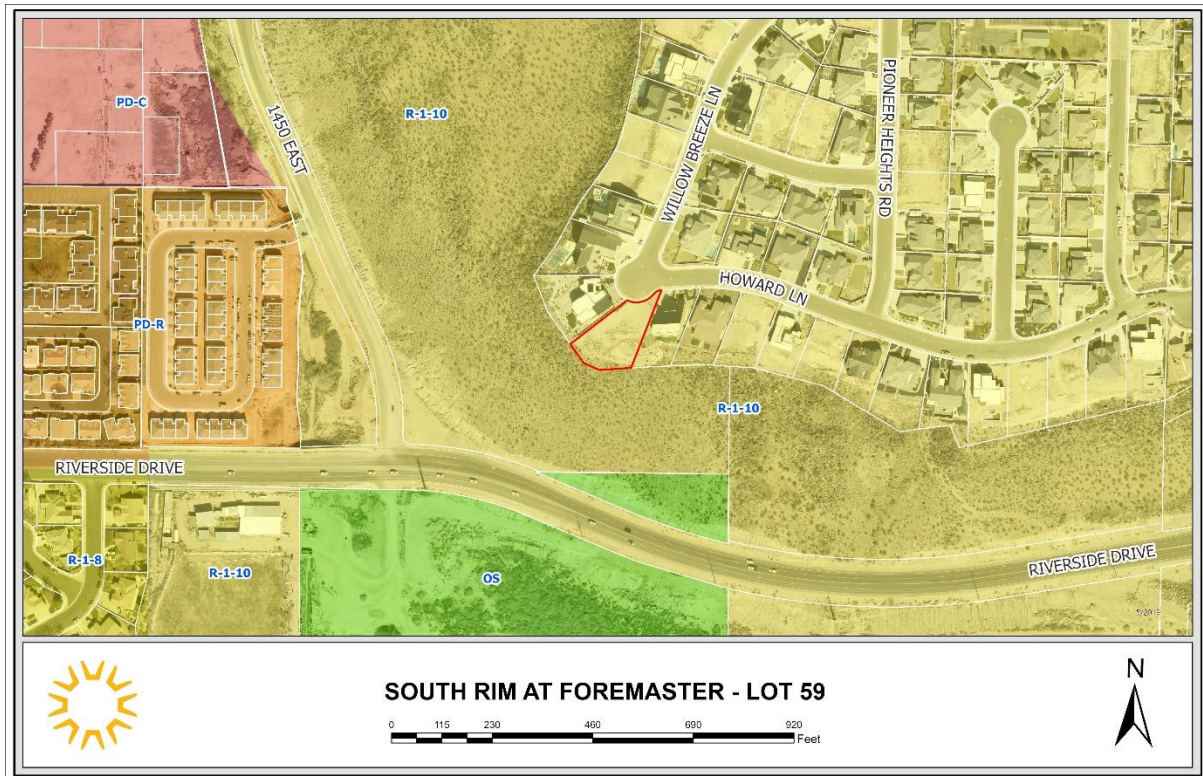 PD-C
R-1-10
1450 EAST
WILLOW BREEZE LN
PIONEER HEIGHTS RD
HOWARD LN
PD-R
R-1-10
RIVERSIDE DRIVE
R-1-8
R-1-10
OS
RIVERSIDE DRIVE
SOUTH RIM AT FOREMASTER - LOT 59
0 115 230 460 690 920
Feet
N